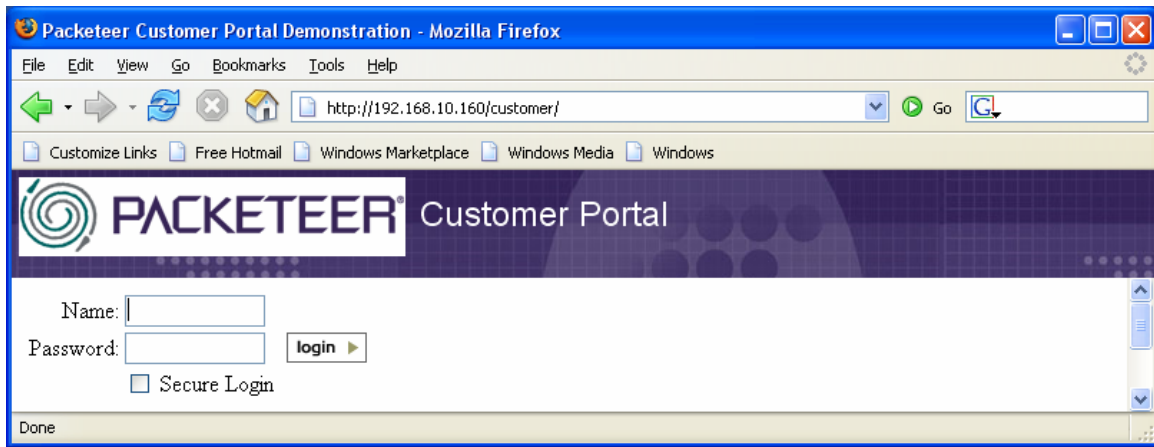 Packeteer Customer Portal Demonstration - Mozilla Firefox
File Edit View Go Bookmarks Tools Help
http://192.168.10.160/customer/ Go G
Customize Links Free Hotmail Windows Marketplace Windows Media Windows
PACKETEER® Customer Portal
Name:
Password: login
Secure Login
Done